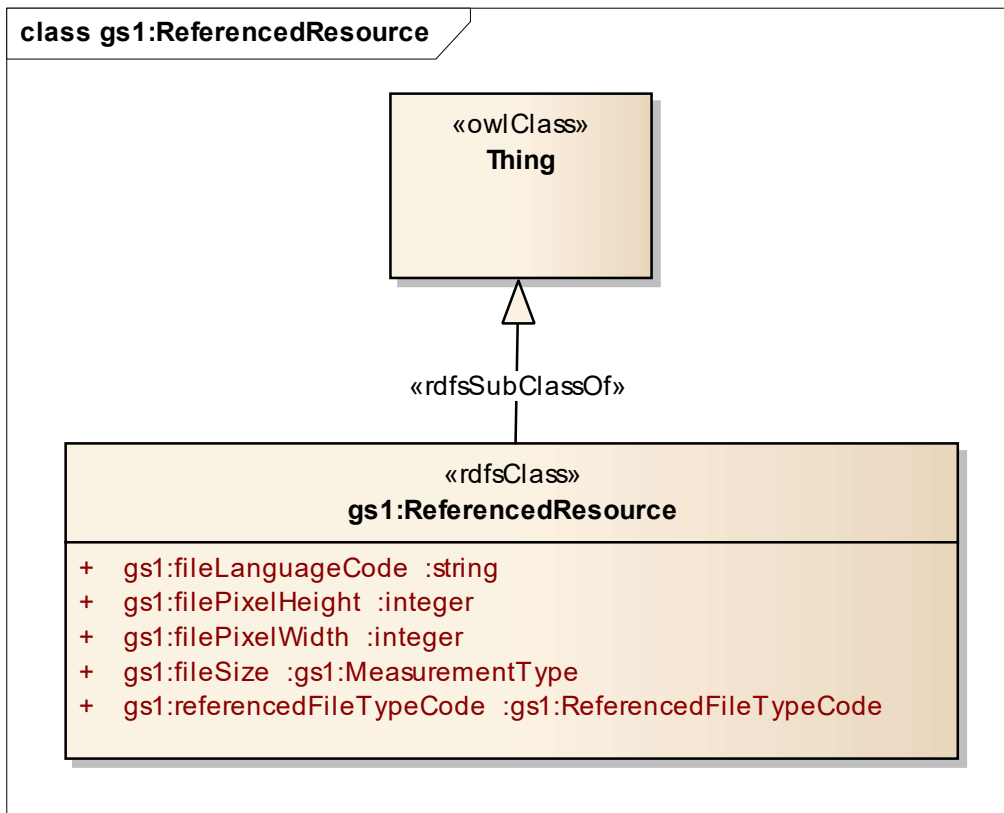 class gs1:ReferencedResource
«owlClass»
Thing
«rdfsSubClassOf»
«rdfsClass»
gs1:ReferencedResource
+ gs1:fileLanguageCode :string
+ gs1:filePixelHeight :integer
+ gs1:filePixelWidth :integer
+ gs1:fileSize :gs1:MeasurementType
+ gs1:referencedFileTypeCode :gs1:ReferencedFileTypeCode